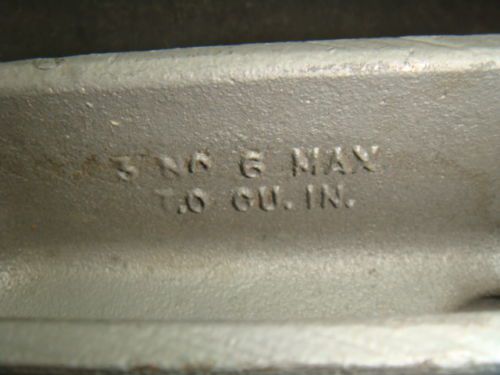 3 NO 6 MAX
7.0 CU. IN.